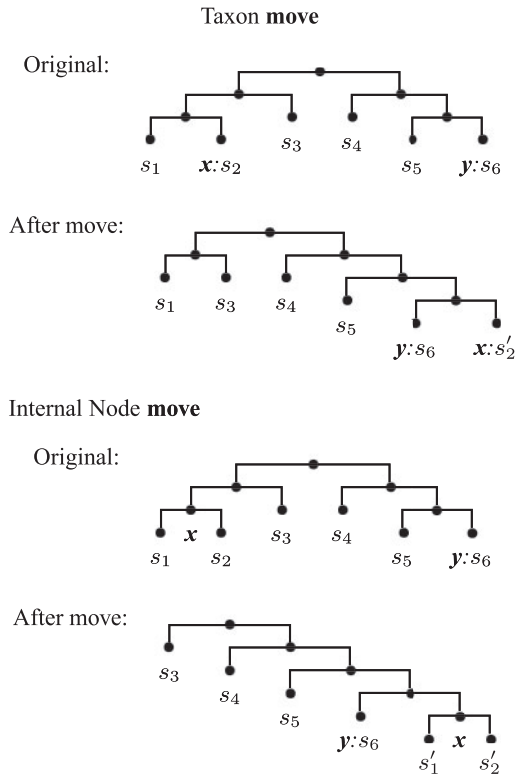 Taxon move
Original:
s₃ s₄
s₁ x:s₂ s₅ y:s₆
After move:
s₁ s₃ s₄
s₅
y:s₆ x:s′₂
Internal Node move
Original:
s₁ x s₂ s₃ s₄ s₅ y:s₆
After move:
s₃
s₄
s₅
y:s₆ s′₁ x s′₂